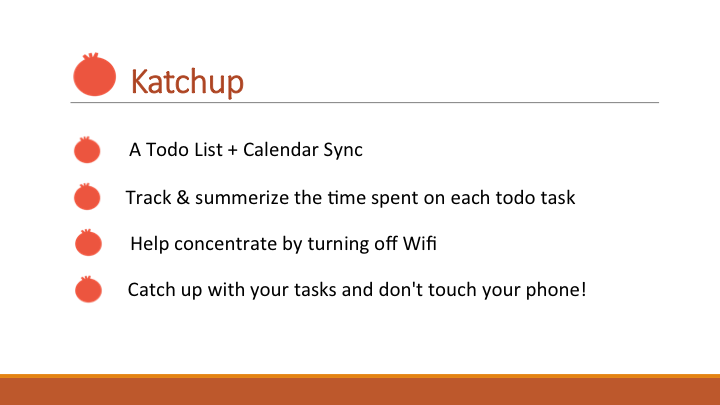 Katchup
A Todo List + Calendar Sync
Track & summerize the time spent on each todo task
Help concentrate by turning off Wifi
Catch up with your tasks and don't touch your phone!